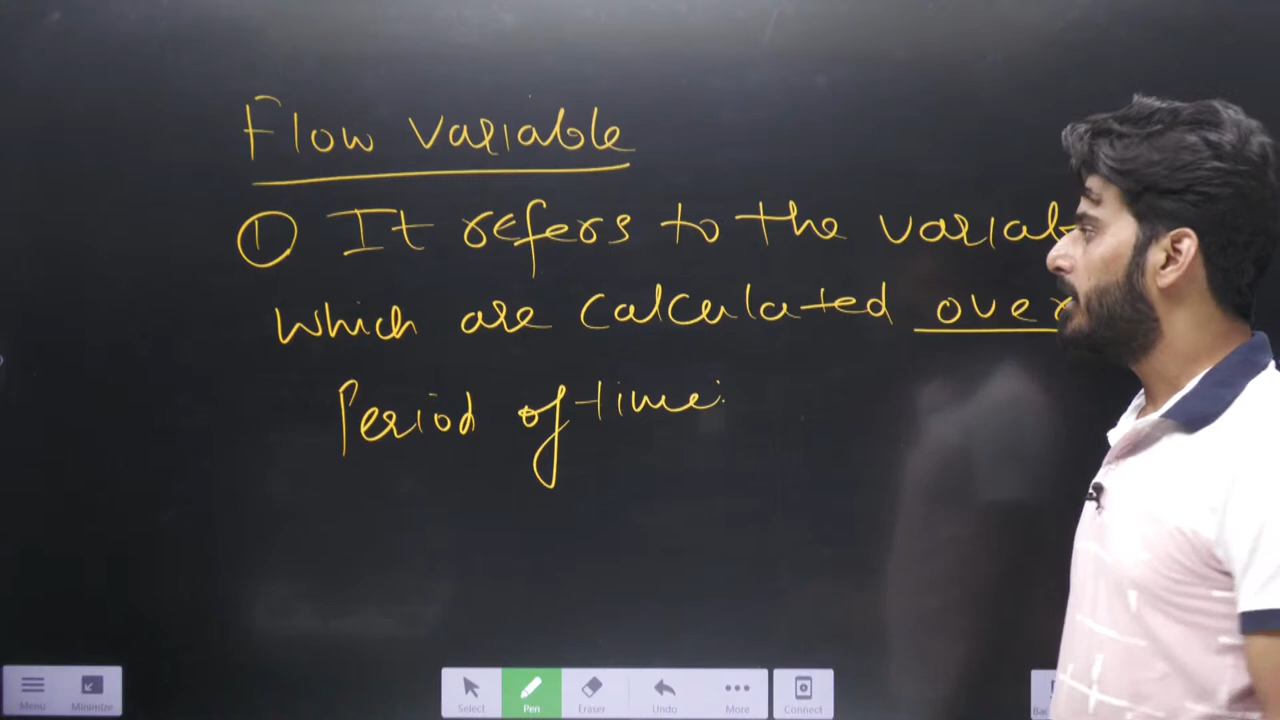 Flow variable
① It refers to the variab
which are calculated over
Period of time.
Menu
Minimize
Select
Pen
Eraser
Undo
More
Connect